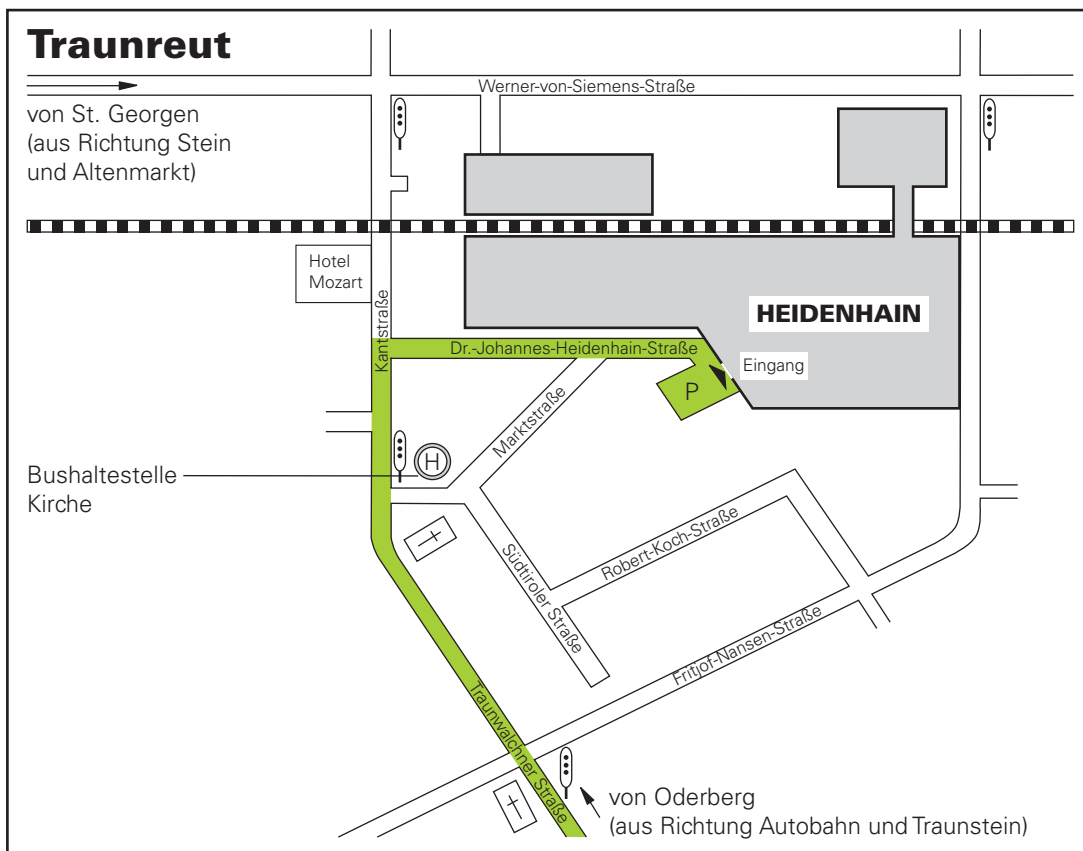 Traunreut
Werner-von-Siemens-Straße
von St. Georgen
(aus Richtung Stein
und Altenmarkt)
Hotel
Mozart
Kantstraße
HEIDENHAIN
Dr.-Johannes-Heidenhain-Straße
Eingang
P
Marktstraße
H
Bushaltestelle
Kirche
Südtiroler Straße
Robert-Koch-Straße
Fritjof-Nansen-Straße
Traunwalchner Straße
von Oderberg
(aus Richtung Autobahn und Traunstein)